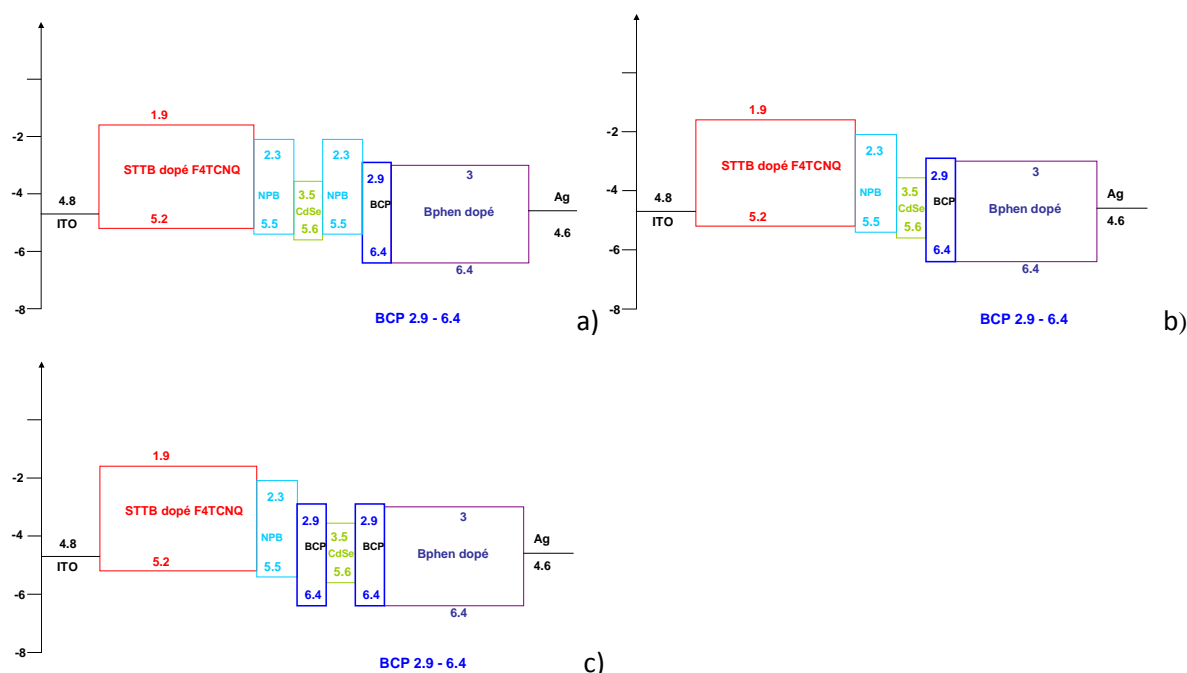 1.9
-2
2.3
2.3
STTB dopé F4TCNQ
2.9
3
3.5
NPB
NPB
Ag
4.8
-4
CdSe
BCP
Bphen dopé
ITO
5.2
5.5
5.6
5.5
4.6
-6
6.4
6.4
-8
BCP 2.9 - 6.4
a)
1.9
-2
2.3
STTB dopé F4TCNQ
2.9
3
3.5
NPB
Ag
4.8
-4
CdSe
BCP
Bphen dopé
ITO
5.2
5.5
5.6
4.6
-6
6.4
6.4
-8
BCP 2.9 - 6.4
b)
1.9
-2
2.3
STTB dopé F4TCNQ
2.9
2.9
3
3.5
NPB
Ag
4.8
-4
BCP
CdSe
BCP
Bphen dopé
ITO
5.2
5.5
5.6
4.6
-6
6.4
6.4
6.4
-8
BCP 2.9 - 6.4
c)